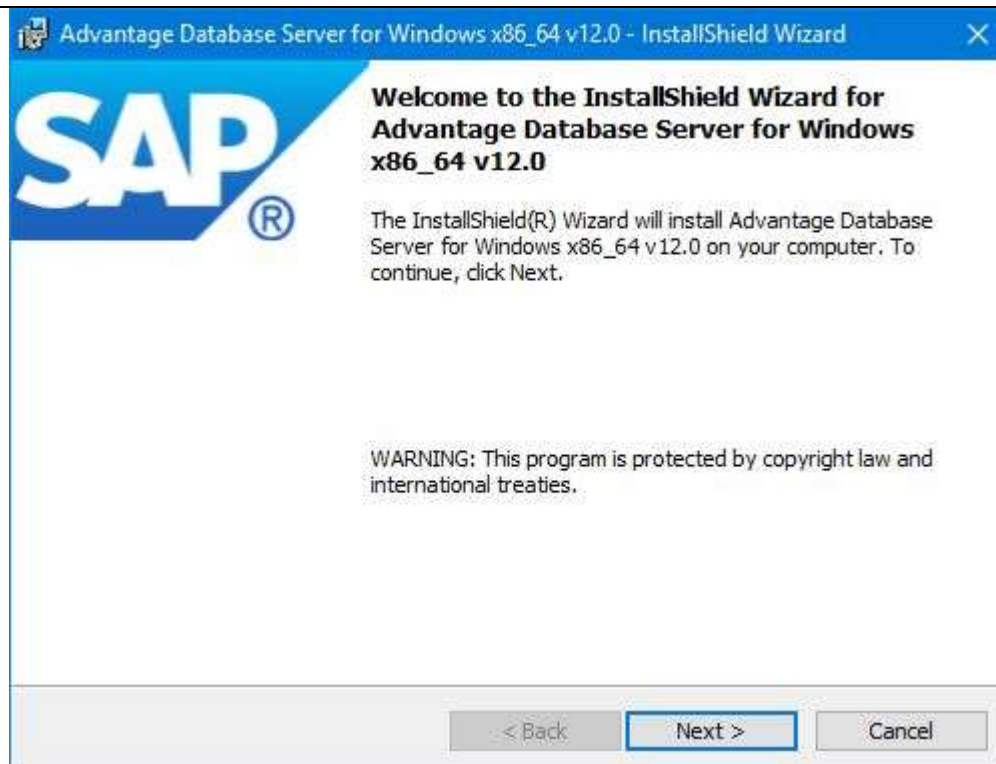 Advantage Database Server for Windows x86_64 v12.0 - InstallShield Wizard
SAP
®
Welcome to the InstallShield Wizard for
Advantage Database Server for Windows
x86_64 v12.0
The InstallShield(R) Wizard will install Advantage Database
Server for Windows x86_64 v12.0 on your computer. To
continue, click Next.
WARNING: This program is protected by copyright law and
international treaties.
< Back
Next >
Cancel